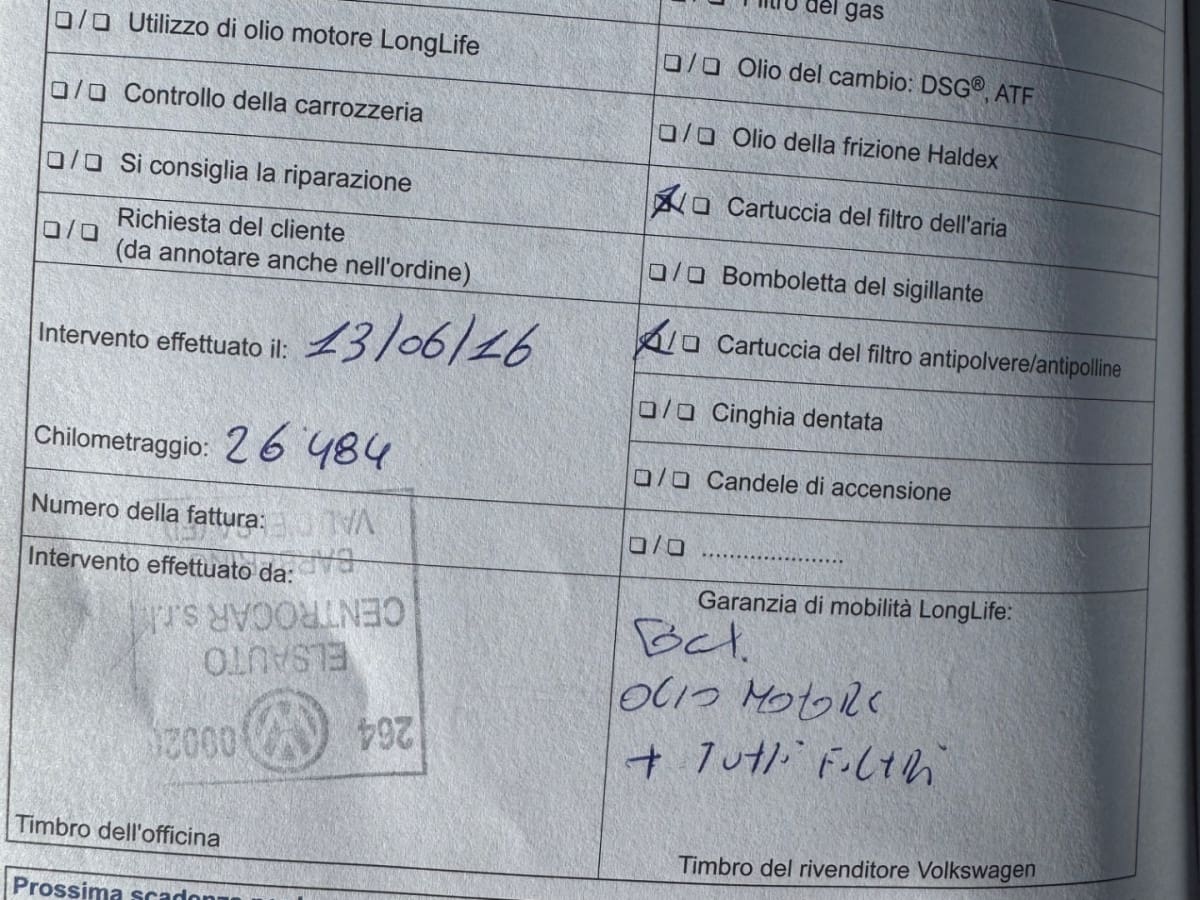 ❏ / ❏ Utilizzo di olio motore LongLife
❏ / ❏ Controllo della carrozzeria
❏ / ❏ Si consiglia la riparazione
❏ / ❏ Richiesta del cliente
(da annotare anche nell'ordine)
Intervento effettuato il: 13/06/16
Chilometraggio: 26'484
Numero della fattura:
Intervento effettuato da:
CENTROCAR s.r.l.
ELSAUTO
264
Timbro dell'officina
Filtro del gas
❏ / ❏ Olio del cambio: DSG®, ATF
❏ / ❏ Olio della frizione Haldex
❏ / ❏ Cartuccia del filtro dell'aria
❏ / ❏ Bomboletta del sigillante
❏ / ❏ Cartuccia del filtro antipolvere/antipolline
❏ / ❏ Cinghia dentata
❏ / ❏ Candele di accensione
❏ / ❏ .....................
Garanzia di mobilità LongLife:
OLIO MOTORE
+ TUTTI FILTRI
Timbro del rivenditore Volkswagen
Prossima